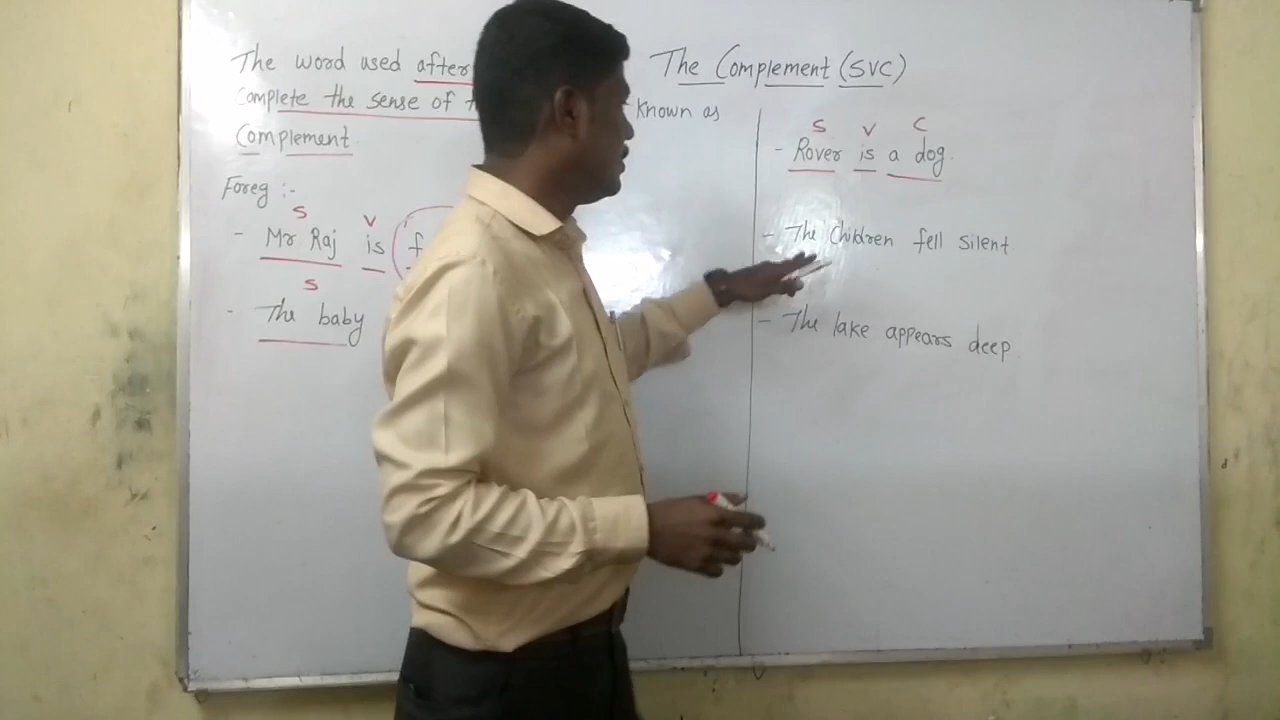 The word used after
Complete the sense of
known as
Complement
Foreg :-
S V
- Mr Raj is
S
- The baby
The Complement (SVC)
S V C
- Rover is a dog.
- The Children fell silent
- The lake appears deep